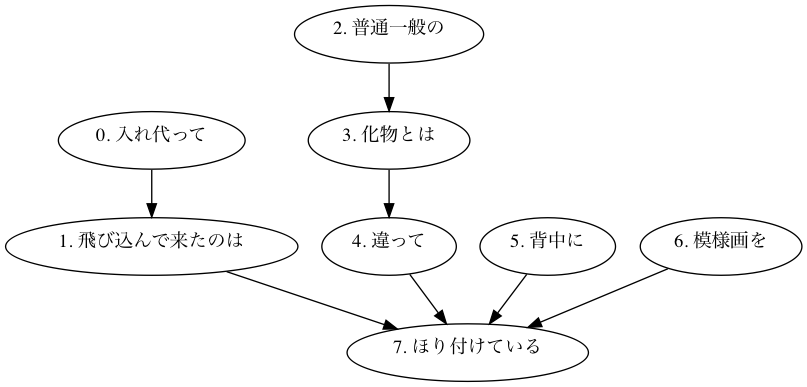 2. 普通一般の
0. 入れ代って
3. 化物とは
1. 飛び込んで来たのは
4. 違って
5. 背中に
6. 模様画を
7. ほり付けている